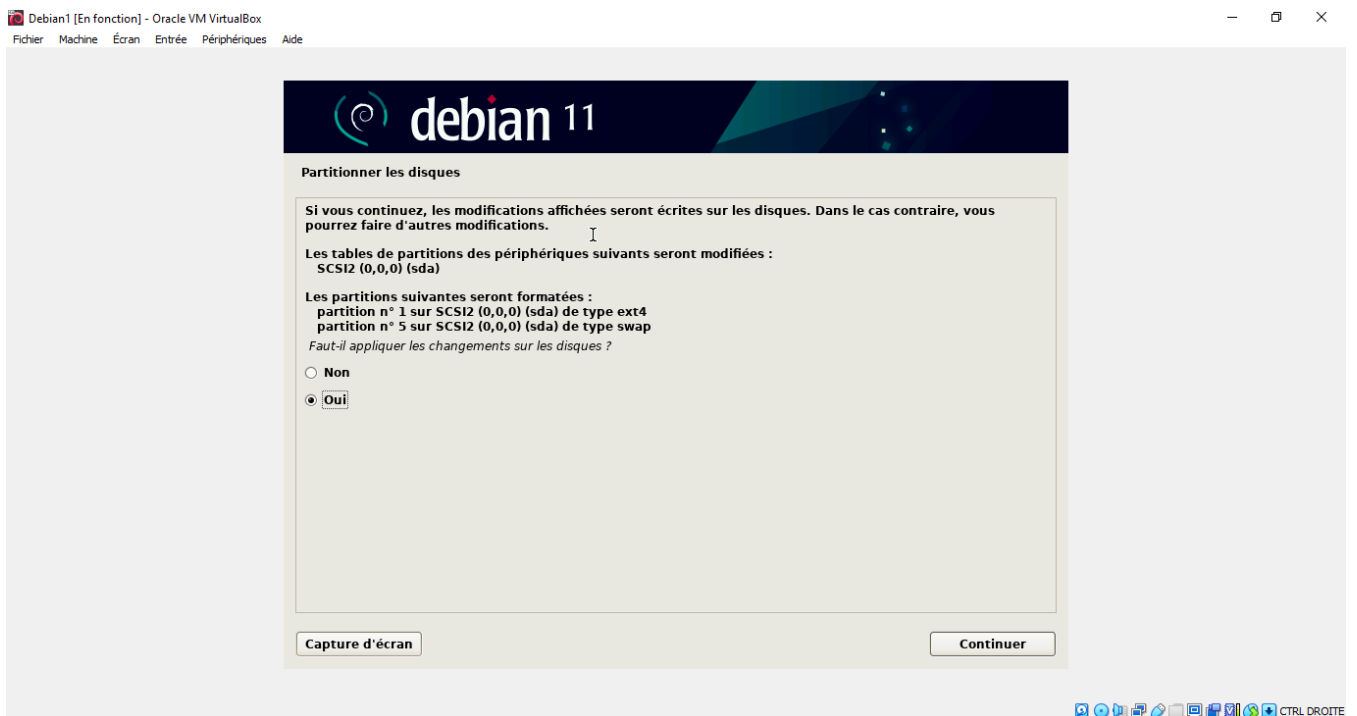 Debian1 [En fonction] - Oracle VM VirtualBox
Fichier Machine Écran Entrée Périphériques Aide
debian 11
Partitionner les disques
Si vous continuez, les modifications affichées seront écrites sur les disques. Dans le cas contraire, vous
pourrez faire d'autres modifications.
Les tables de partitions des périphériques suivants seront modifiées :
SCSI2 (0,0,0) (sda)
Les partitions suivantes seront formatées :
partition n° 1 sur SCSI2 (0,0,0) (sda) de type ext4
partition n° 5 sur SCSI2 (0,0,0) (sda) de type swap
Faut-il appliquer les changements sur les disques ?
Non
Oui
Capture d'écran Continuer
CTRL DROITE